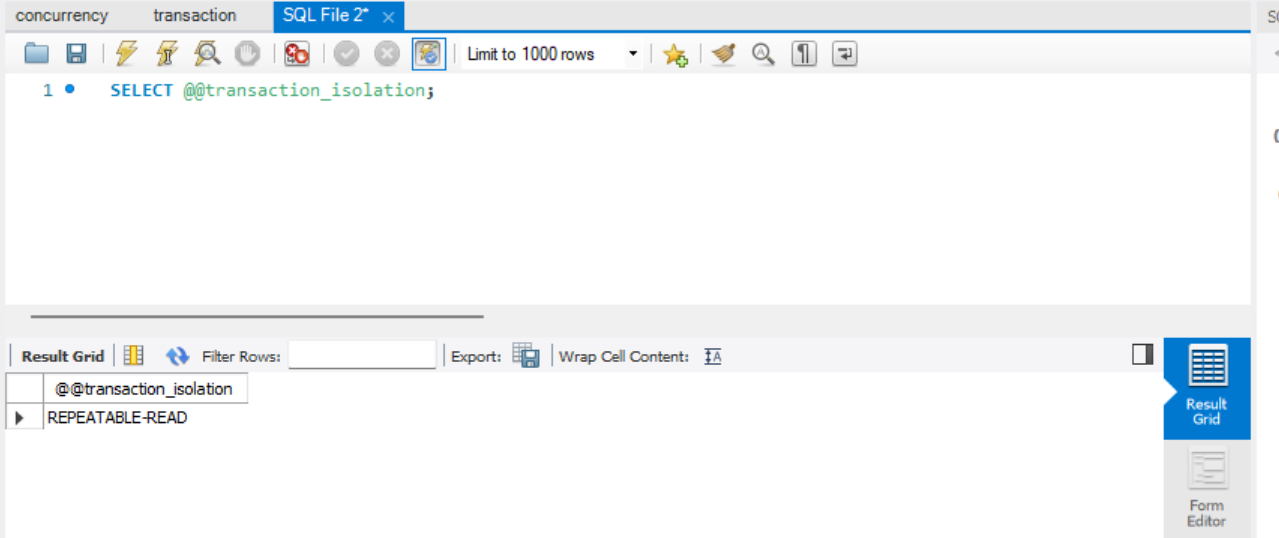 concurrency transaction SQL File 2*
Limit to 1000 rows
1 SELECT @@transaction_isolation;
Result Grid Filter Rows: Export: Wrap Cell Content:
@@transaction_isolation
REPEATABLE-READ
Result
Grid
Form
Editor